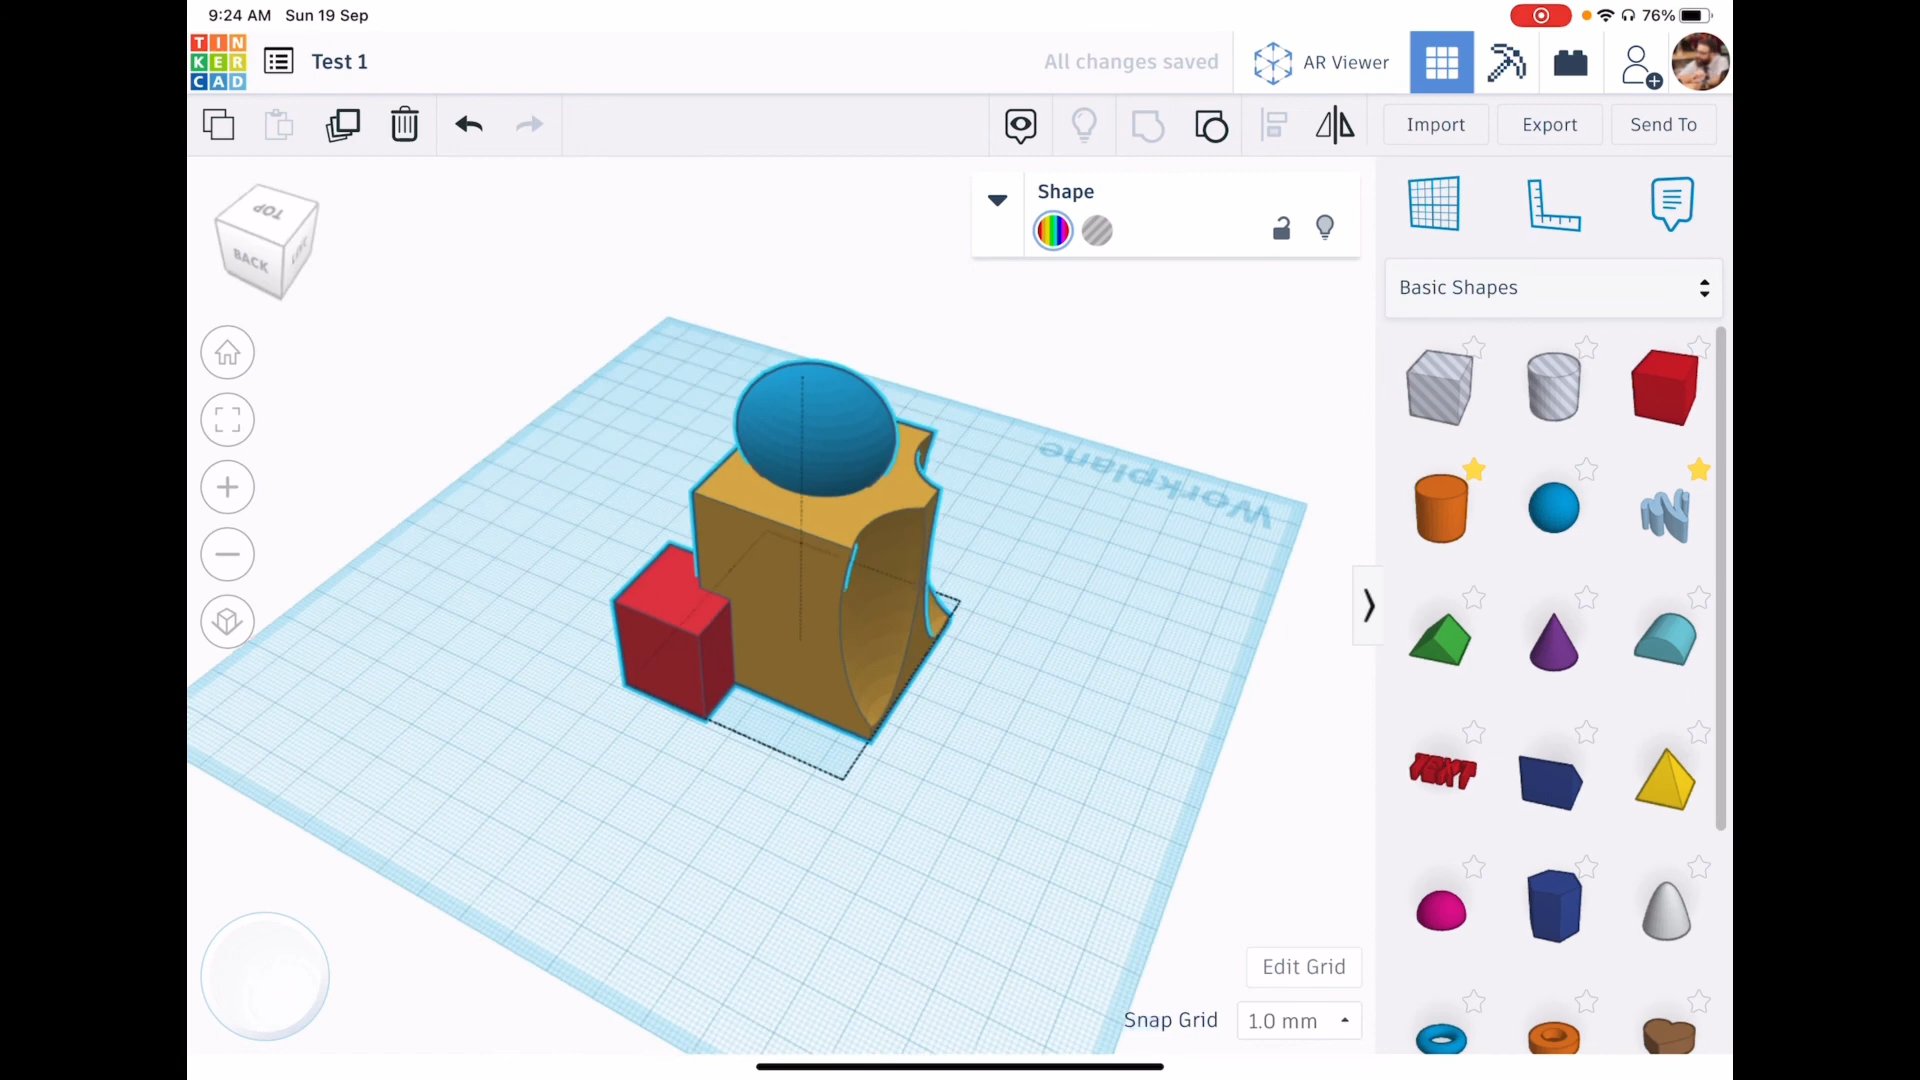 9:24 AM Sun 19 Sep
76%
TIN
KER
CAD
Test 1
All changes saved
AR Viewer
Import
Export
Send To
Shape
TOP
BACK
LEFT
Basic Shapes
Workplane
TEXT
Edit Grid
Snap Grid
1.0 mm